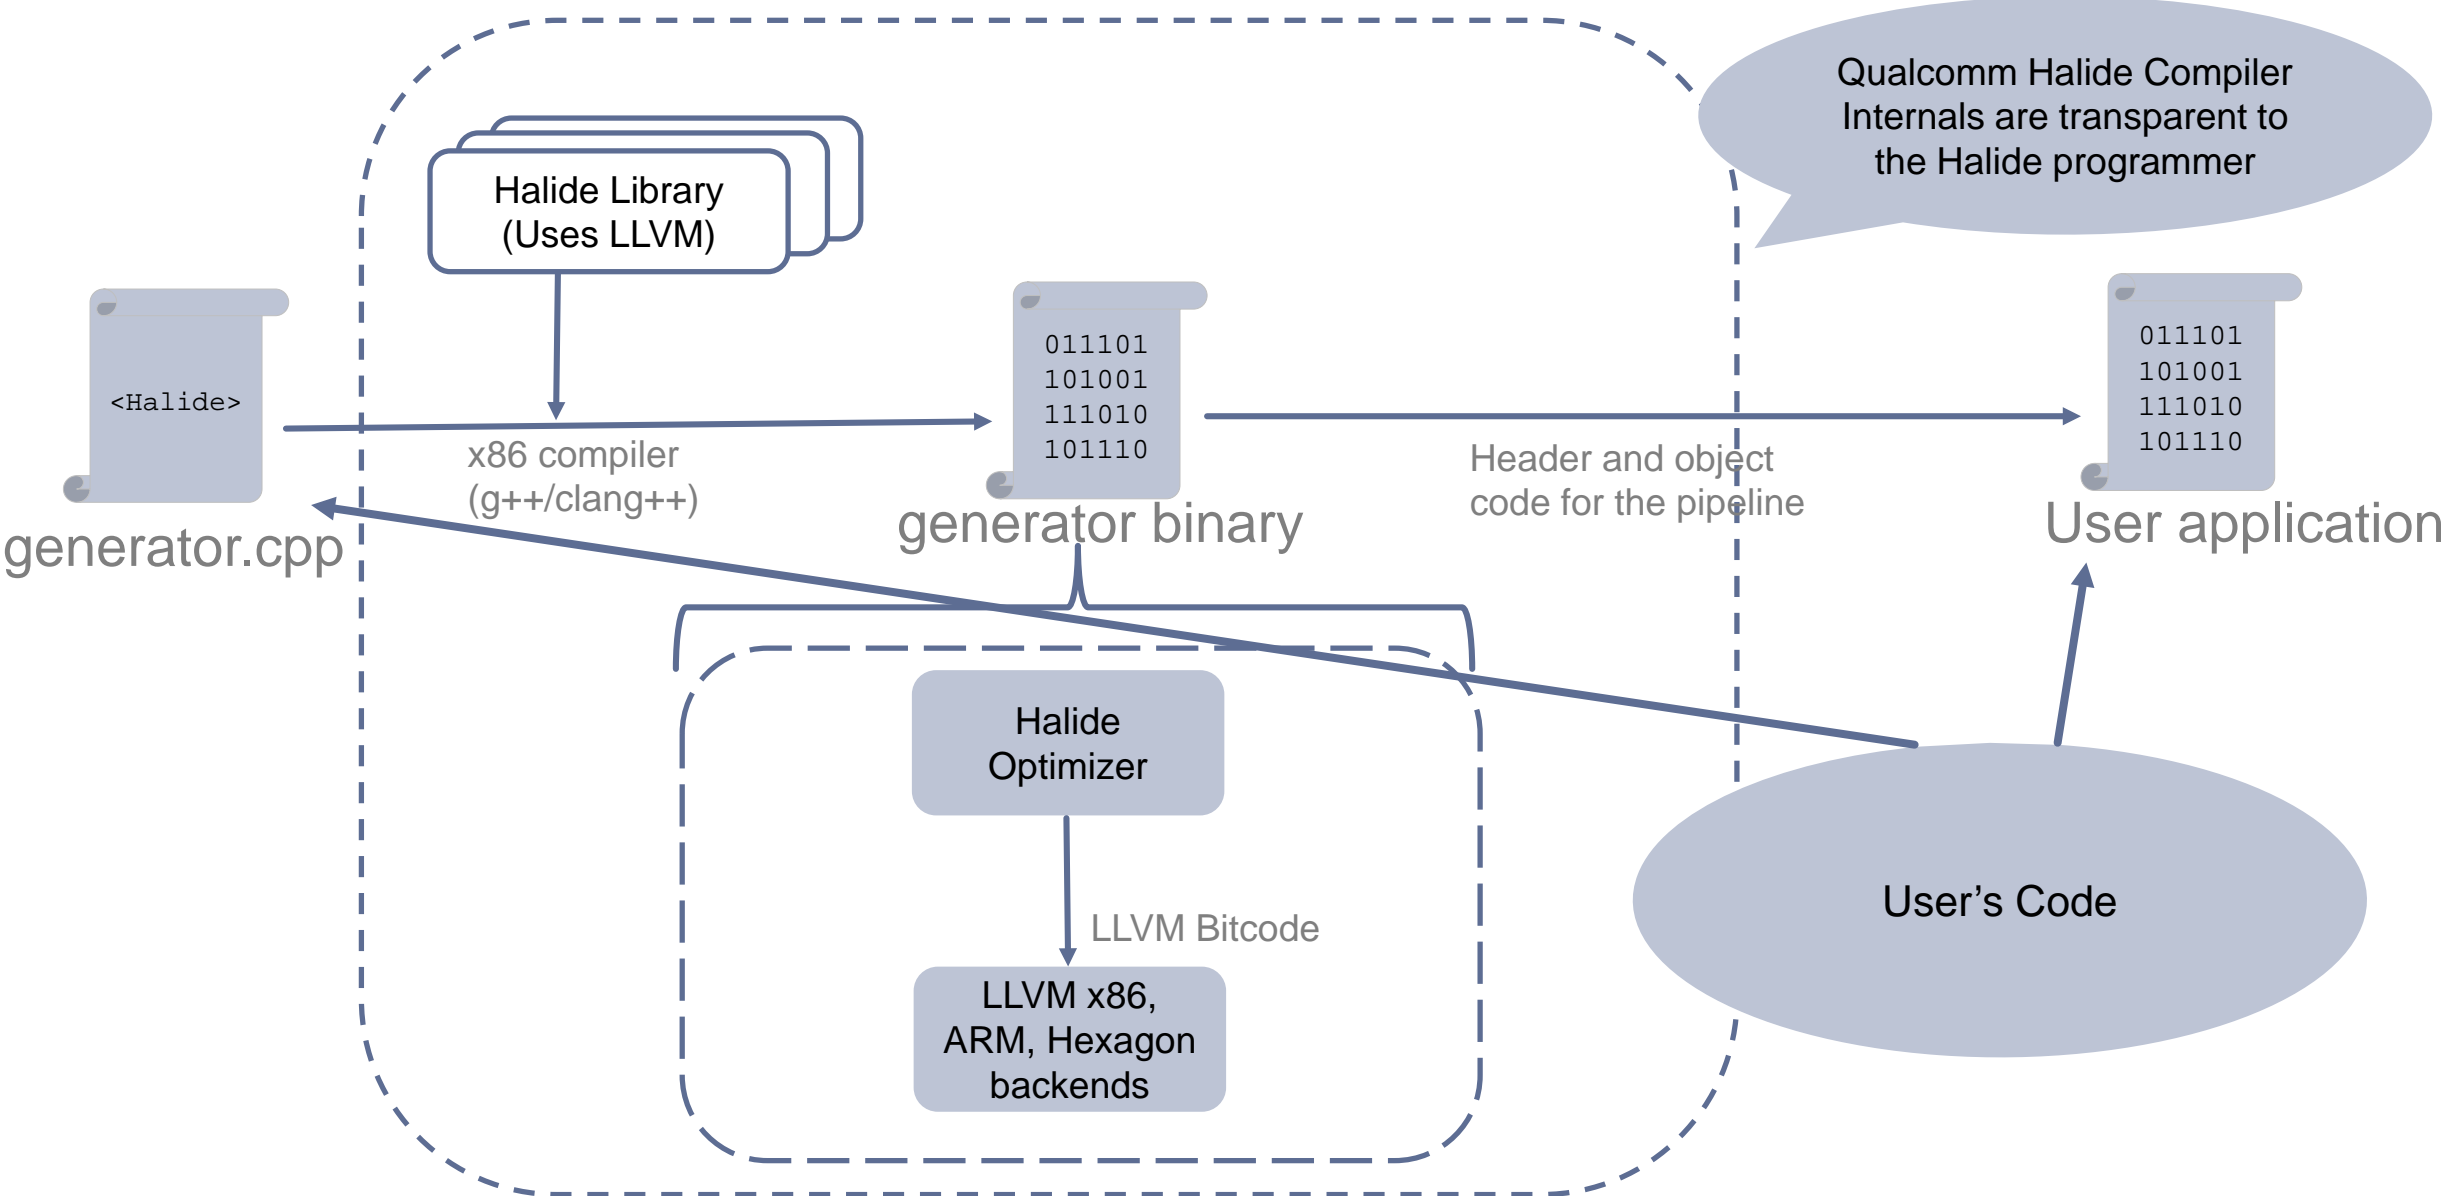 Qualcomm Halide Compiler
Internals are transparent to
the Halide programmer
Halide Library
(Uses LLVM)
<Halide>
generator.cpp
x86 compiler
(g++/clang++)
011101
101001
111010
101110
generator binary
Header and object
code for the pipeline
011101
101001
111010
101110
User application
Halide
Optimizer
LLVM Bitcode
LLVM x86,
ARM, Hexagon
backends
User’s Code